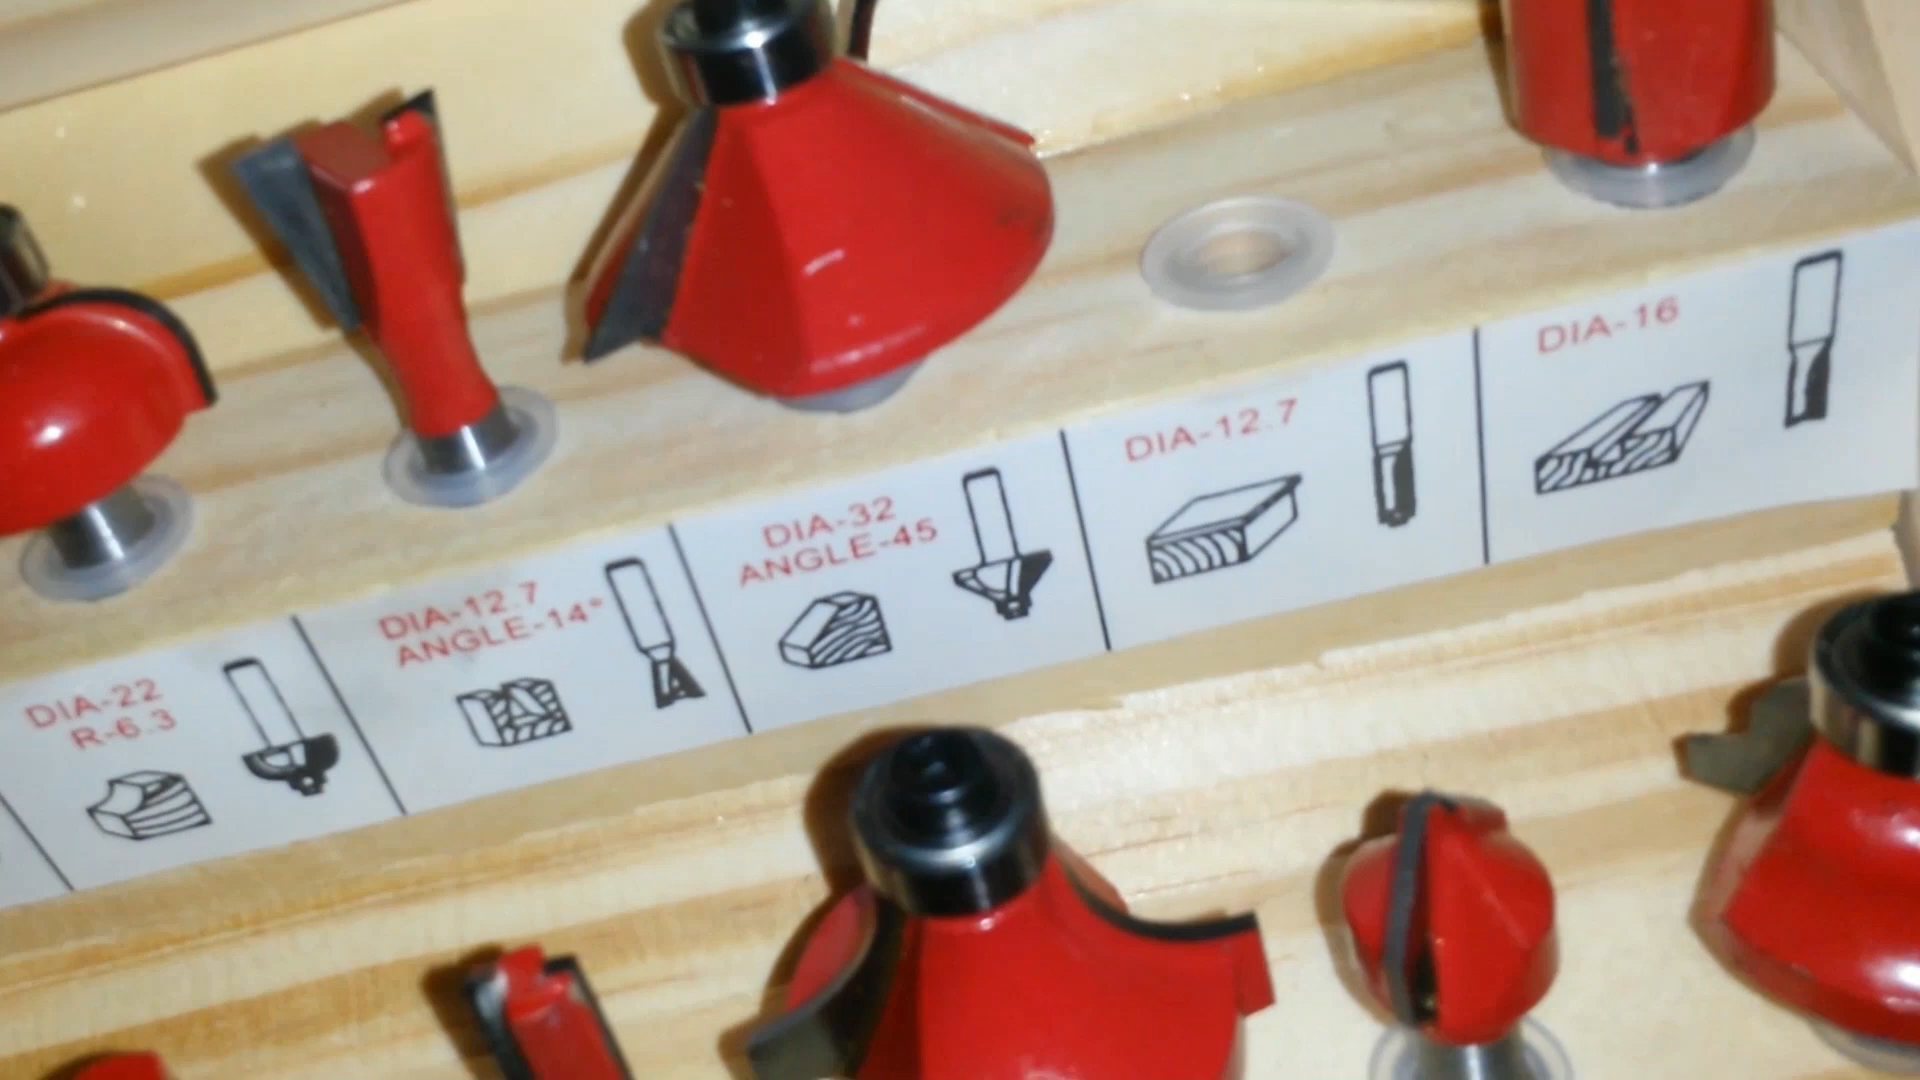 DIA-22
R-6.3
DIA-12.7
ANGLE-14°
DIA-32
ANGLE-45
DIA-12.7
DIA-16